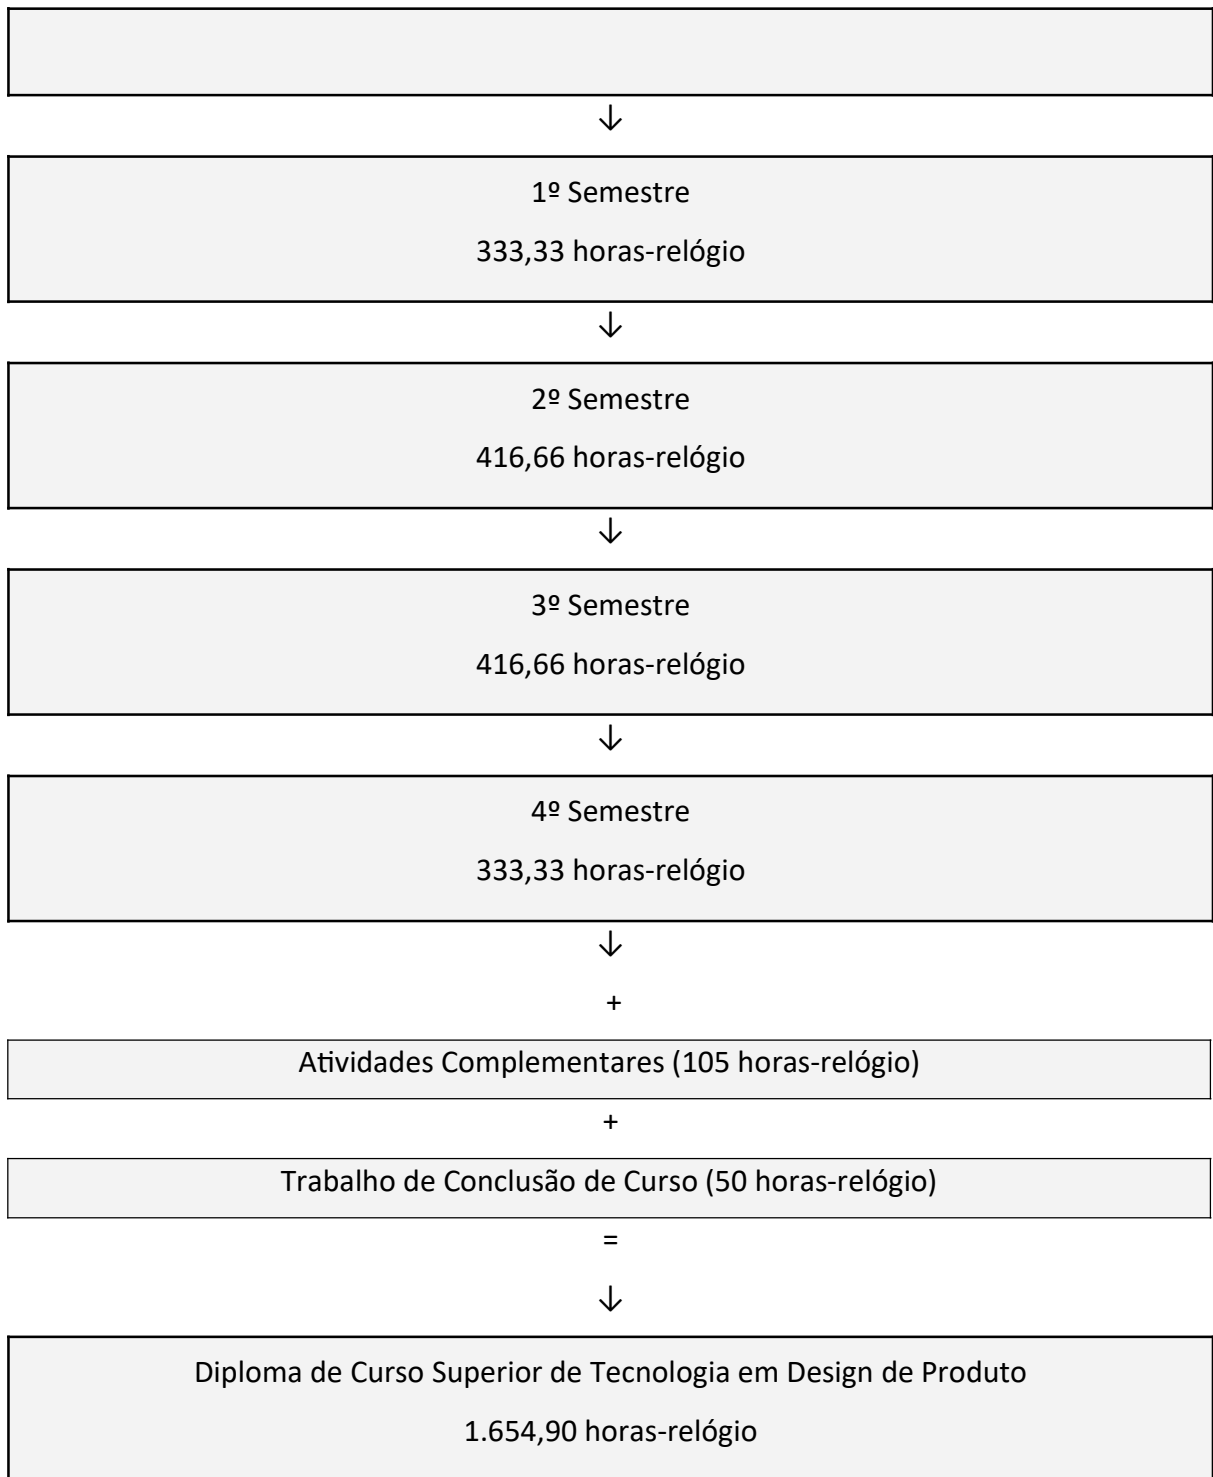 ↓
1º Semestre
333,33 horas-relógio
↓
2º Semestre
416,66 horas-relógio
↓
3º Semestre
416,66 horas-relógio
↓
4º Semestre
333,33 horas-relógio
↓
+
Atividades Complementares (105 horas-relógio)
+
Trabalho de Conclusão de Curso (50 horas-relógio)
=
↓
Diploma de Curso Superior de Tecnologia em Design de Produto
1.654,90 horas-relógio